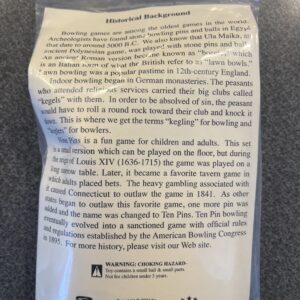 Historical Background
Bowling games are among the oldest games in the world.
Archeologists have found stone bowling pins and balls in Egypt
that date to around 5000 B.C. We also know that Ula Maika, an
ancient Polynesian game, was played with stone pins and balls.
An ancient Roman version best known as
is an Italian form of what the British refer to as "lawn bowls."
Lawn bowling was a popular pastime in 12th-century England.
Indoor bowling began in German monasteries. The peasants
who attended religious services carried their big clubs called
"kegels" with them. In order to be absolved of sin, the peasant
would have to roll a round rock toward their club and knock it
down. This is where we get the terms "kegling" for bowling and
for bowlers.
is a fun game for children and adults. This set
is a small version which can be played on the floor, but during
the reign of Louis XIV (1636-1715) the game was played on a
long narrow table. Later, it became a favorite tavern game in
which adults placed bets. The heavy gambling associated with
it caused Connecticut to outlaw the game in 1841. As other
states began to outlaw this favorite game, one more pin was
added and the name was changed to Ten Pins. Ten Pin bowling
eventually evolved into a sanctioned game with official rules
and regulations established by the American Bowling Congress
in 1895. For more history, please visit our Web site.
WARNING: CHOKING HAZARD-
Toy contains a small ball & small parts.
Not for children under 3 years.